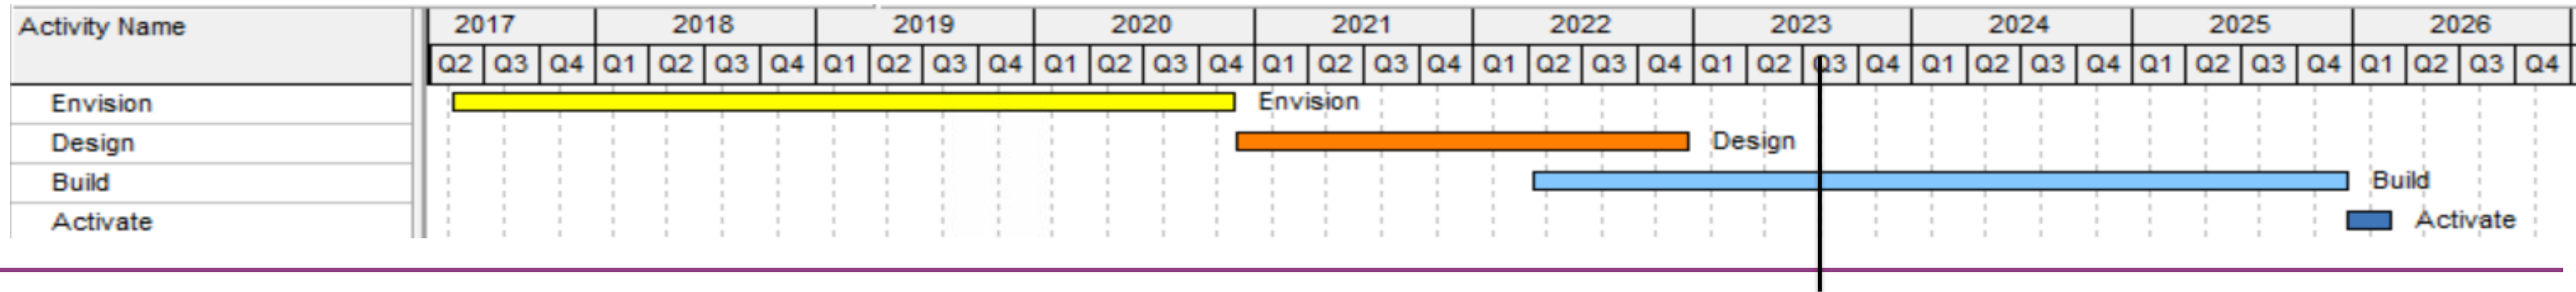 Activity Name 2017 2018 2019 2020 2021 2022 2023 2024 2025 2026
Q2 Q3 Q4 Q1 Q2 Q3 Q4 Q1 Q2 Q3 Q4 Q1 Q2 Q3 Q4 Q1 Q2 Q3 Q4 Q1 Q2 Q3 Q4 Q1 Q2 Q3 Q4 Q1 Q2 Q3 Q4 Q1 Q2 Q3 Q4 Q1 Q2 Q3 Q4
Envision Envision
Design Design
Build Build
Activate Activate